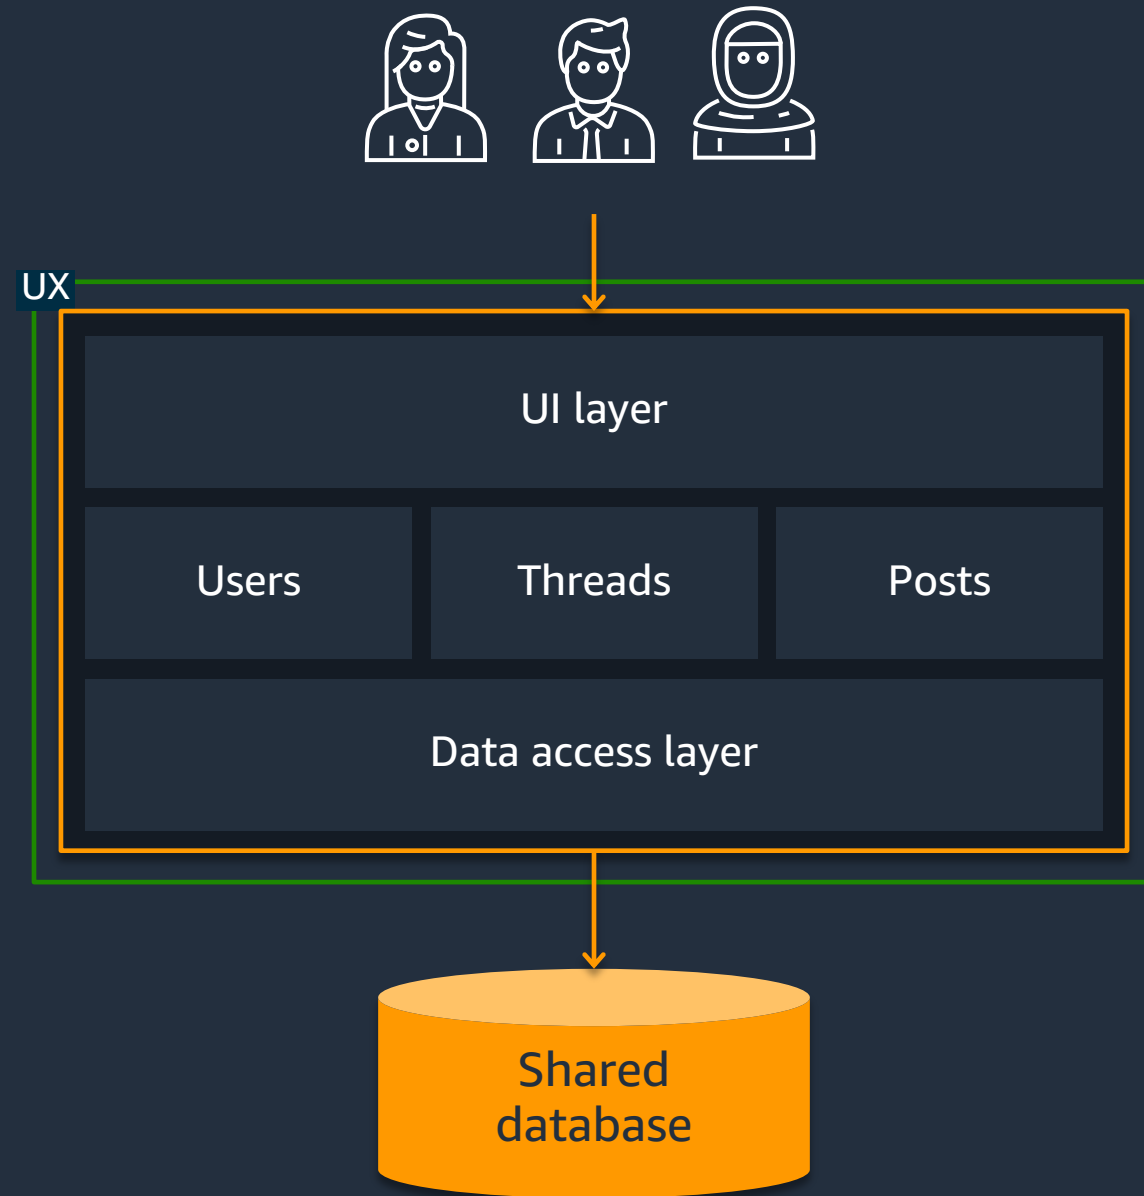 UX
UI layer
Users
Threads
Posts
Data access layer
Shared
database